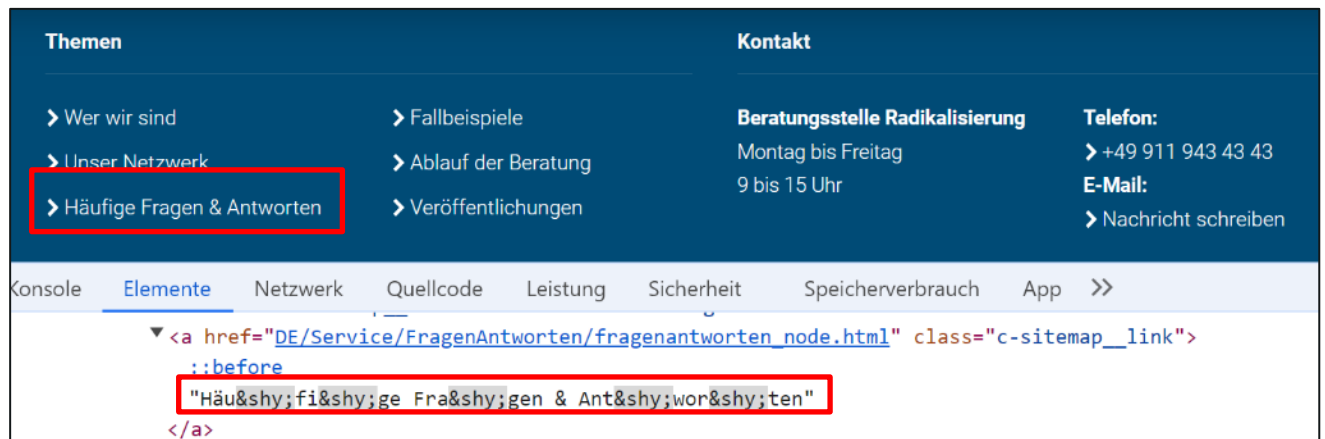 Themen
Kontakt
Wer wir sind
Unser Netzwerk
Häufige Fragen & Antworten
Fallbeispiele
Ablauf der Beratung
Veröffentlichungen
Beratungsstelle Radikalisierung
Montag bis Freitag
9 bis 15 Uhr
Telefon:
+49 911 943 43 43
E-Mail:
Nachricht schreiben
Konsole Elemente Netzwerk Quellcode Leistung Sicherheit Speicherverbrauch App
<a href="DE/Service/FragenAntworten/fragenantworten_node.html" class="c-sitemap__link">
::before
"Häu&shy;fi&shy;ge Fra&shy;gen & Ant&shy;wor&shy;ten"
</a>